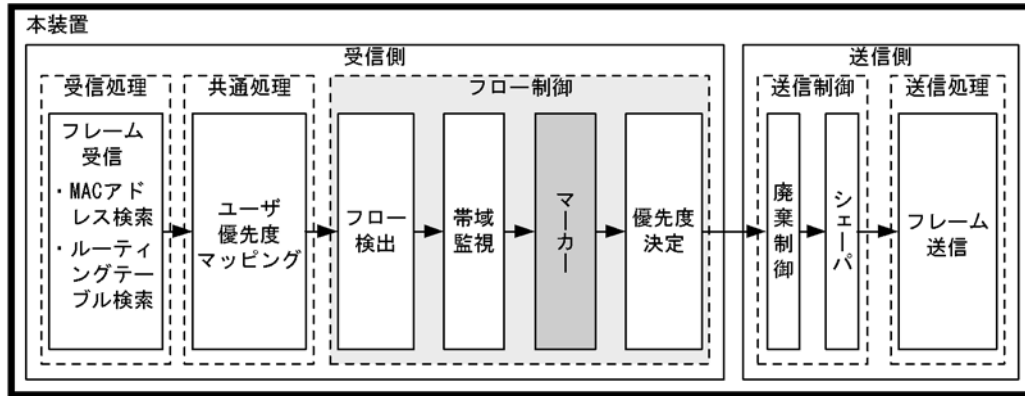 本装置
受信側
送信側
受信処理
共通処理
フロー制御
送信制御
送信処理
フレーム
受信
・MACアド
レス検索
・ルーティ
ングテー
ブル検索
ユーザ
優先度
マッピング
フロー
検出
帯域
監視
マーカー
優先度
決定
廃棄制御
シェーパ
フレーム
送信